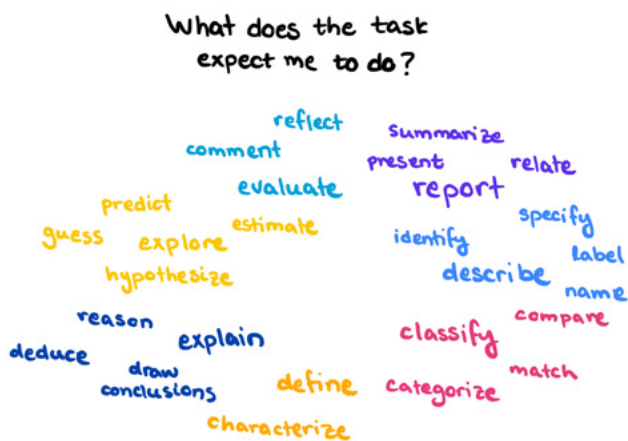 What does the task
expect me to do?
reflect
comment
evaluate
summarize
present
relate
report
predict
guess
explore
estimate
hypothesize
identify
specify
label
describe
name
reason
explain
deduce
draw
conclusions
compare
classify
match
categorize
define
characterize